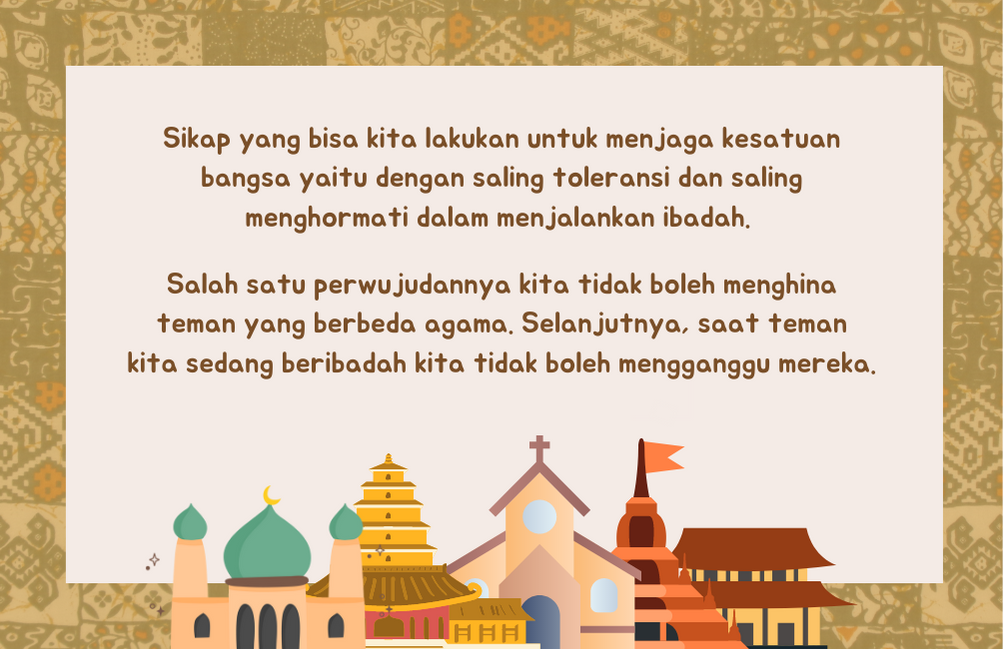 Sikap yang bisa kita lakukan untuk menjaga kesatuan
bangsa yaitu dengan saling toleransi dan saling
menghormati dalam menjalankan ibadah.
Salah satu perwujudannya kita tidak boleh menghina
teman yang berbeda agama. Selanjutnya, saat teman
kita sedang beribadah kita tidak boleh mengganggu mereka.